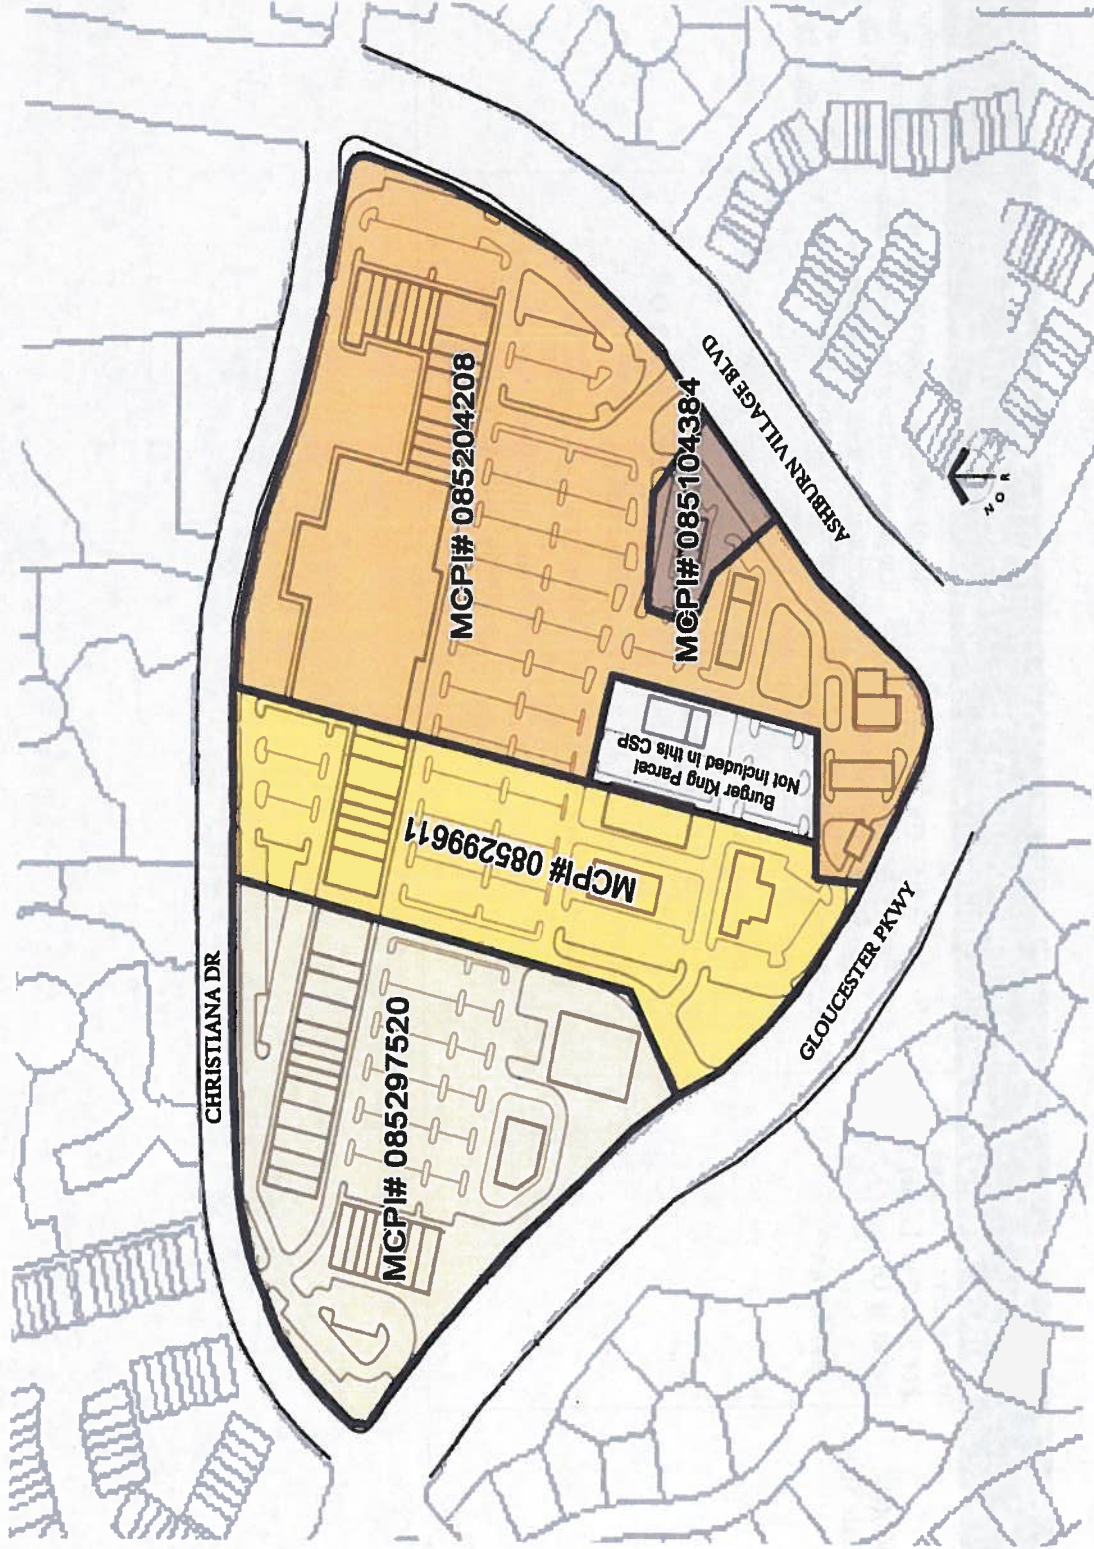 CHRISTIANA DR
MCPI# 085204208
MCPI# 085104384
ASHBURN VILLAGE BLVD
NOR
Burger King Parcel
Not Included in this CSP
MCPI# 085299611
MCPI# 085297520
GLOUCESTER PKWY